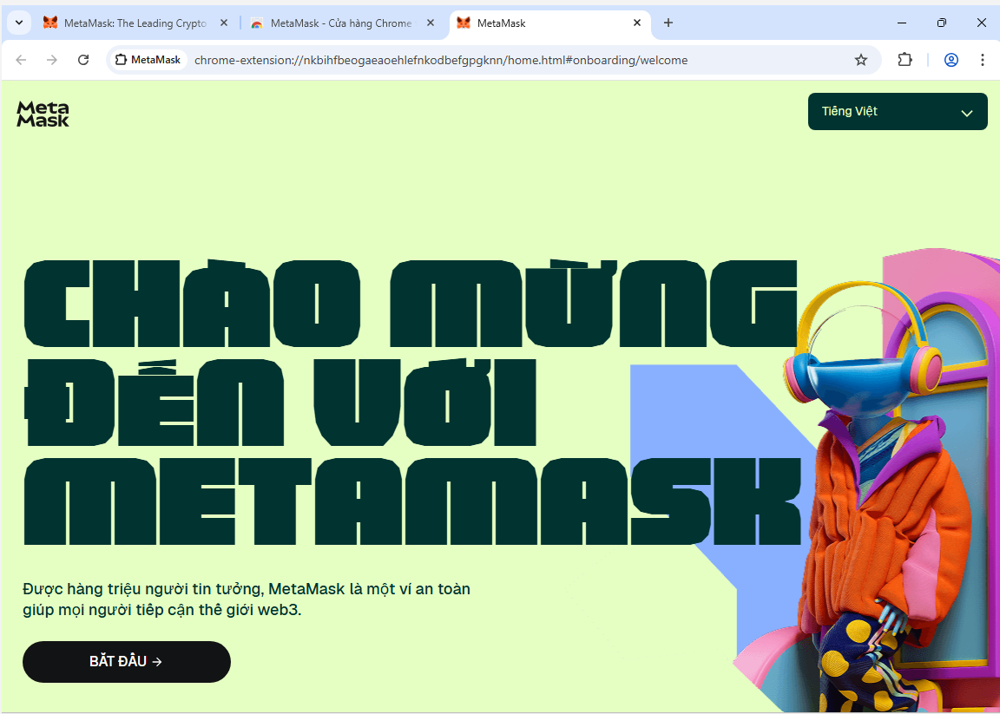 MetaMask: The Leading Crypto
MetaMask - Cửa hàng Chrome
MetaMask
MetaMask
chrome-extension://nkbihfbeogaeaoehlefnkodbefgpgknn/home.html#onboarding/welcome
Meta
Mask
Tiếng Việt
CHÀO MỪNG
ĐẾN VỚI
METAMASK
Được hàng triệu người tin tưởng, MetaMask là một ví an toàn
giúp mọi người tiếp cận thế giới web3.
BẮT ĐẦU →